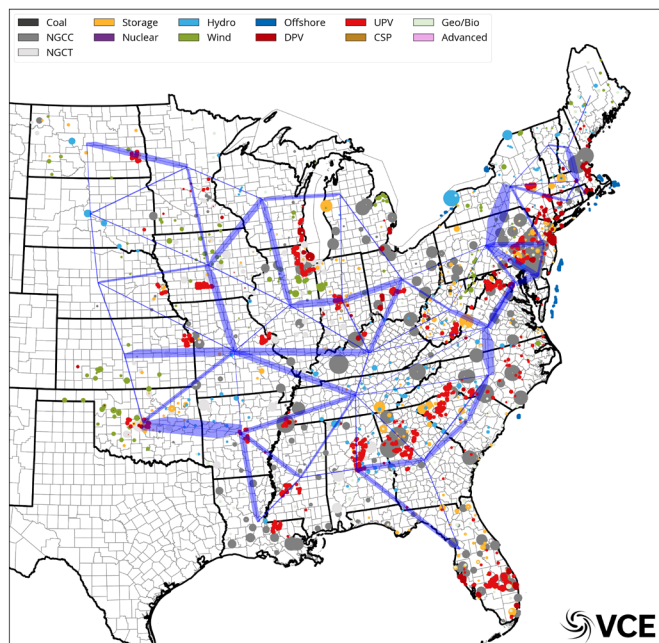 Coal Storage Hydro Offshore UPV Geo/Bio
NGCC Nuclear Wind DPV CSP Advanced
NGCT
VCE